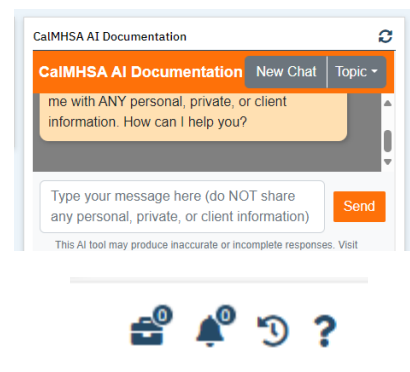 CalMHSA AI Documentation
CalMHSA AI Documentation New Chat Topic
me with ANY personal, private, or client
information. How can I help you?
Type your message here (do NOT share
any personal, private, or client information)
Send
This AI tool may produce inaccurate or incomplete responses. Visit
0 0 ?